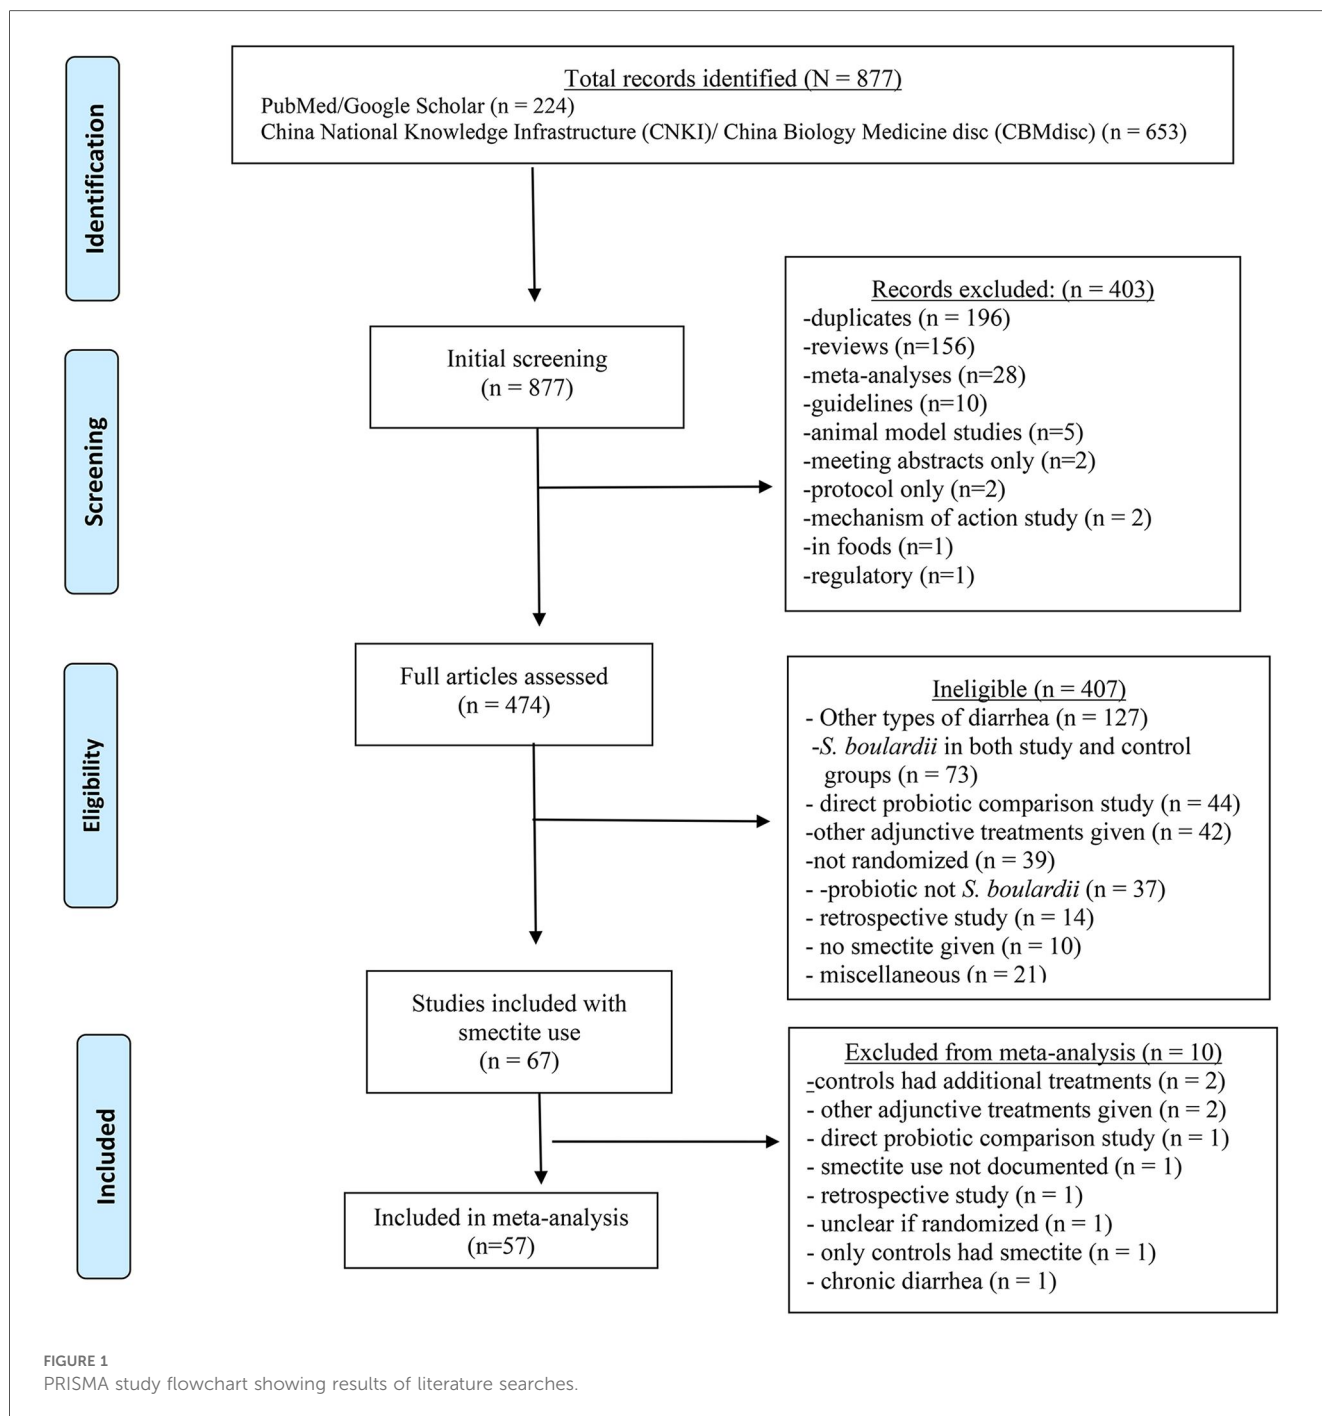 Identification
Total records identified (N = 877)
PubMed/Google Scholar (n = 224)
China National Knowledge Infrastructure (CNKI)/ China Biology Medicine disc (CBMdisc) (n = 653)
Screening
Initial screening
(n = 877)
Records excluded: (n = 403)
-duplicates (n = 196)
-reviews (n=156)
-meta-analyses (n=28)
-guidelines (n=10)
-animal model studies (n=5)
-meeting abstracts only (n=2)
-protocol only (n=2)
-mechanism of action study (n = 2)
-in foods (n=1)
-regulatory (n=1)
Eligibility
Full articles assessed
(n = 474)
Ineligible (n = 407)
- Other types of diarrhea (n = 127)
-S. boulardii in both study and control
groups (n = 73)
- direct probiotic comparison study (n = 44)
-other adjunctive treatments given (n = 42)
-not randomized (n = 39)
- -probiotic not S. boulardii (n = 37)
- retrospective study (n = 14)
- no smectite given (n = 10)
- miscellaneous (n = 21)
Included
Studies included with
smectite use
(n = 67)
Excluded from meta-analysis (n = 10)
-controls had additional treatments (n = 2)
- other adjunctive treatments given (n = 2)
- direct probiotic comparison study (n = 1)
- smectite use not documented (n = 1)
- retrospective study (n = 1)
- unclear if randomized (n = 1)
- only controls had smectite (n = 1)
- chronic diarrhea (n = 1)
Included in meta-analysis
(n=57)
FIGURE 1
PRISMA study flowchart showing results of literature searches.